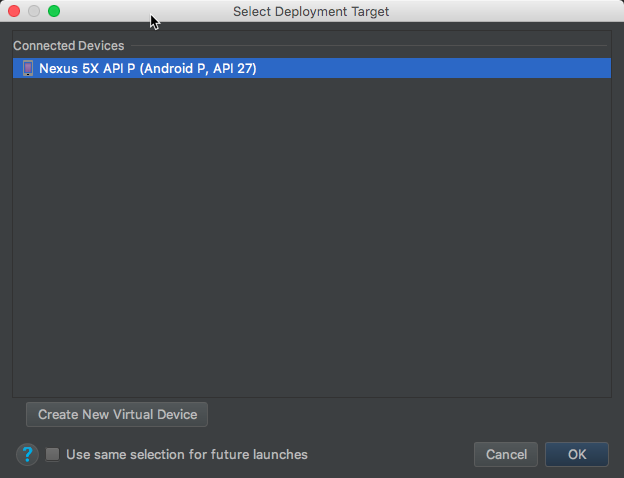 Select Deployment Target
Connected Devices
Nexus 5X API P (Android P, API 27)
Create New Virtual Device
? Use same selection for future launches Cancel OK